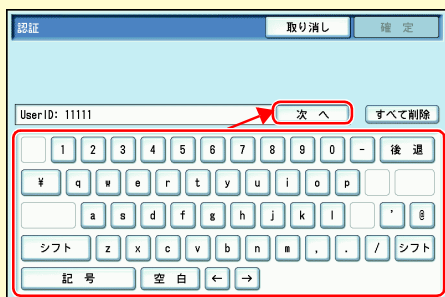 認証 取り消し 確 定
UserID: 11111 次 へ すべて削除
1 2 3 4 5 6 7 8 9 0 - 後 退
¥ q w e r t y u i o p
a s d f g h j k l ' @
シフト z x c v b n m , . / シフト
記 号 空 白 ← →